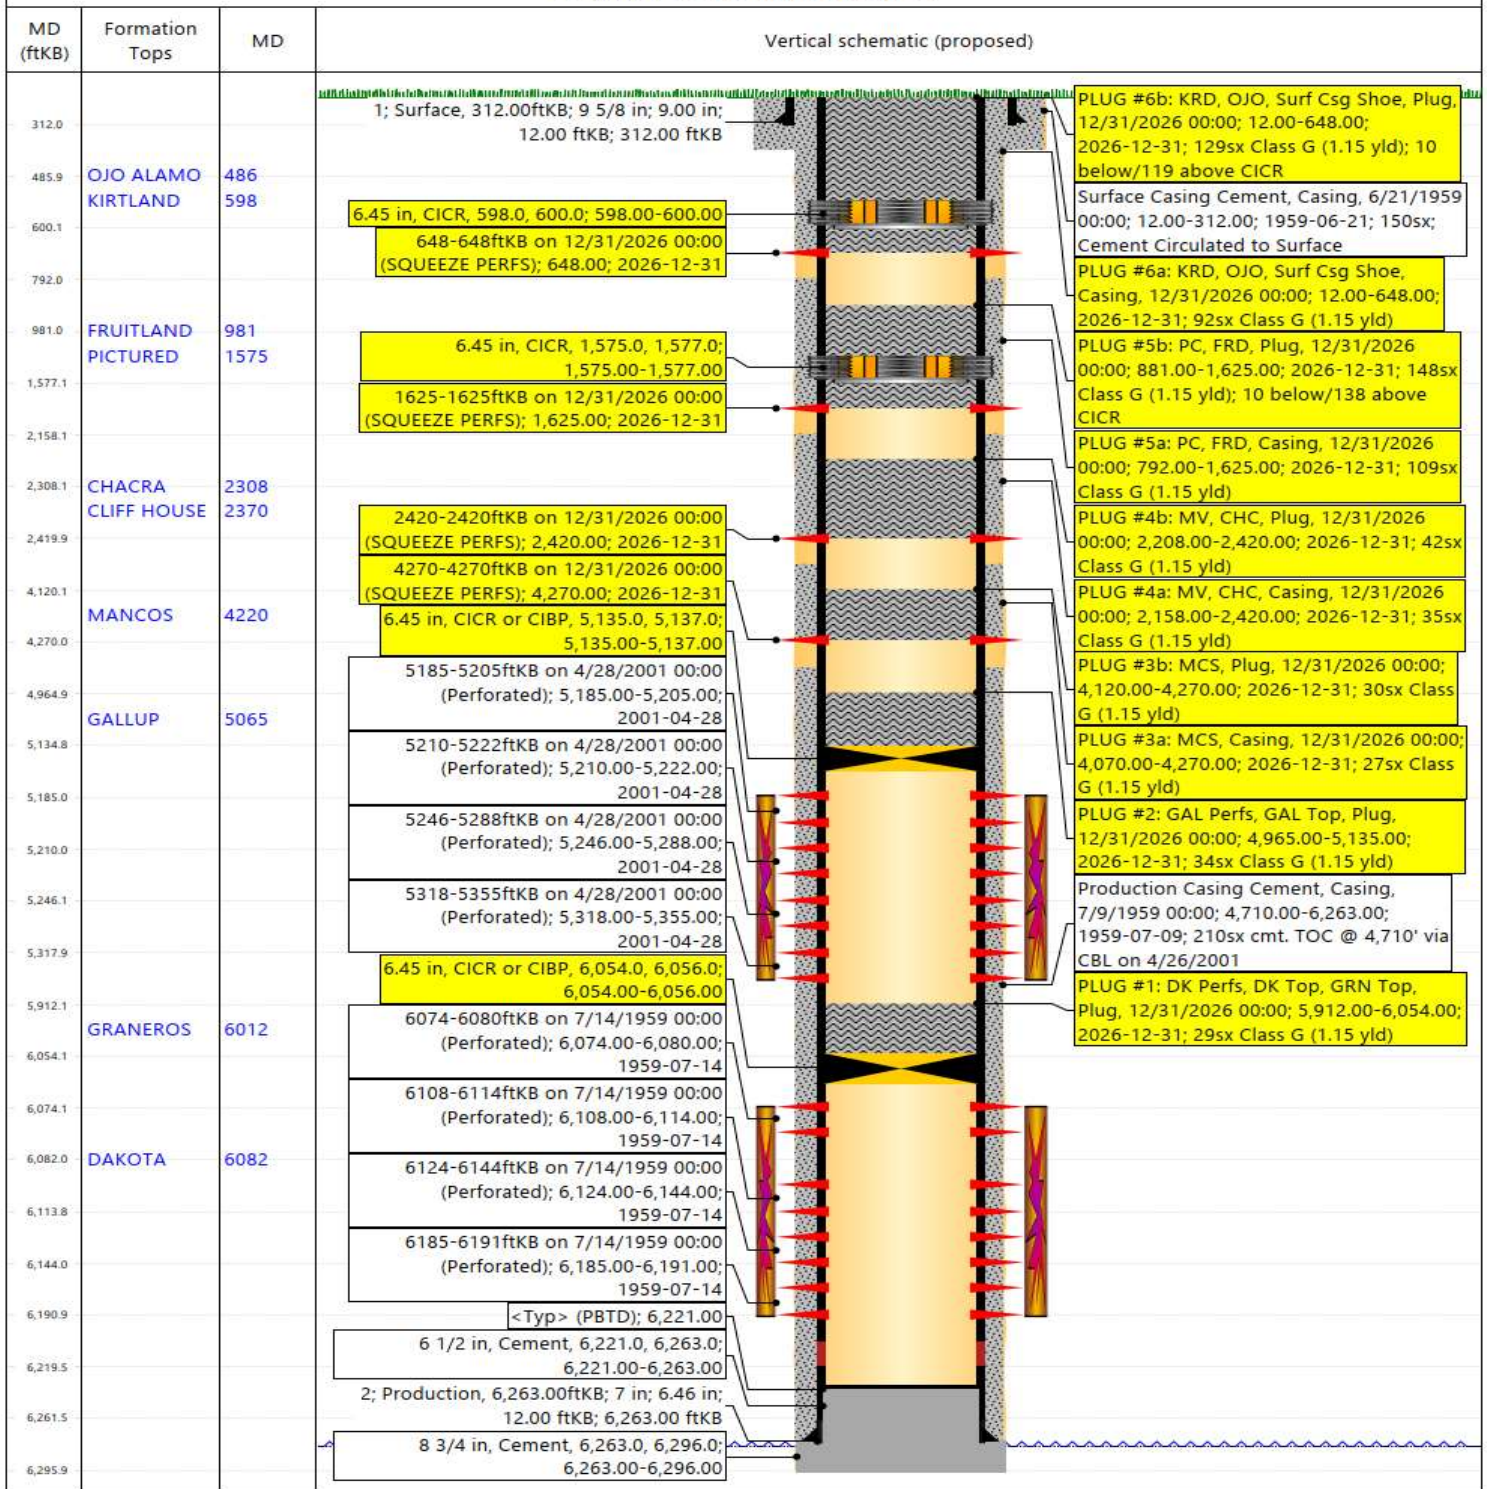 MD
(ftKB)
Formation
Tops
MD
Vertical schematic (proposed)
312.0
485.9
600.1
792.0
981.0
1,577.1
2,158.1
2,308.1
2,419.9
4,120.1
4,270.0
4,964.9
5,134.8
5,185.0
5,210.0
5,246.1
5,317.9
5,912.1
6,054.1
6,074.1
6,082.0
6,113.8
6,144.0
6,190.9
6,219.5
6,261.5
6,295.9
OJO ALAMO 486
KIRTLAND 598
FRUITLAND 981
PICTURED 1575
CHACRA 2308
CLIFF HOUSE 2370
MANCOS 4220
GALLUP 5065
GRANEROS 6012
DAKOTA 6082
1; Surface, 312.00ftKB; 9 5/8 in; 9.00 in;
12.00 ftKB; 312.00 ftKB
6.45 in, CICR, 598.0, 600.0; 598.00-600.00
648-648ftKB on 12/31/2026 00:00
(SQUEEZE PERFS); 648.00; 2026-12-31
6.45 in, CICR, 1,575.0, 1,577.0;
1,575.00-1,577.00
1625-1625ftKB on 12/31/2026 00:00
(SQUEEZE PERFS); 1,625.00; 2026-12-31
2420-2420ftKB on 12/31/2026 00:00
(SQUEEZE PERFS); 2,420.00; 2026-12-31
4270-4270ftKB on 12/31/2026 00:00
(SQUEEZE PERFS); 4,270.00; 2026-12-31
6.45 in, CICR or CIBP, 5,135.0, 5,137.0;
5,135.00-5,137.00
5185-5205ftKB on 4/28/2001 00:00
(Perforated); 5,185.00-5,205.00;
2001-04-28
5210-5222ftKB on 4/28/2001 00:00
(Perforated); 5,210.00-5,222.00;
2001-04-28
5246-5288ftKB on 4/28/2001 00:00
(Perforated); 5,246.00-5,288.00;
2001-04-28
5318-5355ftKB on 4/28/2001 00:00
(Perforated); 5,318.00-5,355.00;
2001-04-28
6.45 in, CICR or CIBP, 6,054.0, 6,056.0;
6,054.00-6,056.00
6074-6080ftKB on 7/14/1959 00:00
(Perforated); 6,074.00-6,080.00;
1959-07-14
6108-6114ftKB on 7/14/1959 00:00
(Perforated); 6,108.00-6,114.00;
1959-07-14
6124-6144ftKB on 7/14/1959 00:00
(Perforated); 6,124.00-6,144.00;
1959-07-14
6185-6191ftKB on 7/14/1959 00:00
(Perforated); 6,185.00-6,191.00;
1959-07-14
<Typ> (PBTD); 6,221.00
6 1/2 in, Cement, 6,221.0, 6,263.0;
6,221.00-6,263.00
2; Production, 6,263.00ftKB; 7 in; 6.46 in;
12.00 ftKB; 6,263.00 ftKB
8 3/4 in, Cement, 6,263.0, 6,296.0;
6,263.00-6,296.00
PLUG #6b: KRD, OJO, Surf Csg Shoe, Plug,
12/31/2026 00:00; 12.00-648.00;
2026-12-31; 129sx Class G (1.15 yld); 10
below/119 above CICR
Surface Casing Cement, Casing, 6/21/1959
00:00; 12.00-312.00; 1959-06-21; 150sx;
Cement Circulated to Surface
PLUG #6a: KRD, OJO, Surf Csg Shoe,
Casing, 12/31/2026 00:00; 12.00-648.00;
2026-12-31; 92sx Class G (1.15 yld)
PLUG #5b: PC, FRD, Plug, 12/31/2026
00:00; 881.00-1,625.00; 2026-12-31; 148sx
Class G (1.15 yld); 10 below/138 above
CICR
PLUG #5a: PC, FRD, Casing, 12/31/2026
00:00; 792.00-1,625.00; 2026-12-31; 109sx
Class G (1.15 yld)
PLUG #4b: MV, CHC, Plug, 12/31/2026
00:00; 2,208.00-2,420.00; 2026-12-31; 42sx
Class G (1.15 yld)
PLUG #4a: MV, CHC, Casing, 12/31/2026
00:00; 2,158.00-2,420.00; 2026-12-31; 35sx
Class G (1.15 yld)
PLUG #3b: MCS, Plug, 12/31/2026 00:00;
4,120.00-4,270.00; 2026-12-31; 30sx Class
G (1.15 yld)
PLUG #3a: MCS, Casing, 12/31/2026 00:00;
4,070.00-4,270.00; 2026-12-31; 27sx Class
G (1.15 yld)
PLUG #2: GAL Perfs, GAL Top, Plug,
12/31/2026 00:00; 4,965.00-5,135.00;
2026-12-31; 34sx Class G (1.15 yld)
Production Casing Cement, Casing,
7/9/1959 00:00; 4,710.00-6,263.00;
1959-07-09; 210sx cmt. TOC @ 4,710' via
CBL on 4/26/2001
PLUG #1: DK Perfs, DK Top, GRN Top,
Plug, 12/31/2026 00:00; 5,912.00-6,054.00;
2026-12-31; 29sx Class G (1.15 yld)